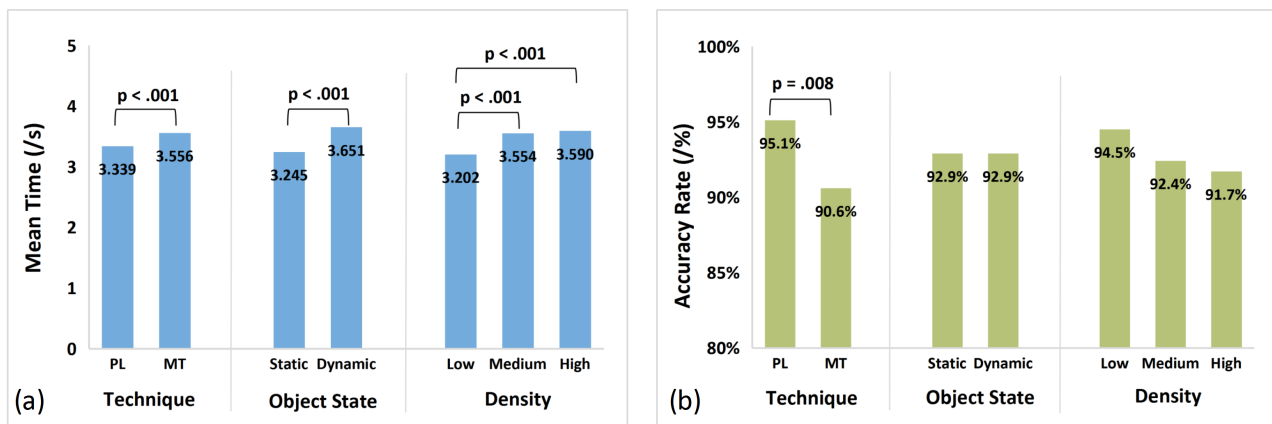 Mean Time (/s)
5
4
3
2
1
0
p < .001
p < .001
p < .001
p < .001
3.339
3.556
3.245
3.651
3.202
3.554
3.590
PL MT Static Dynamic Low Medium High
Technique Object State Density
(a)
Accuracy Rate (/%)
100%
95%
90%
85%
80%
p = .008
95.1%
90.6%
92.9%
92.9%
94.5%
92.4%
91.7%
PL MT Static Dynamic Low Medium High
Technique Object State Density
(b)